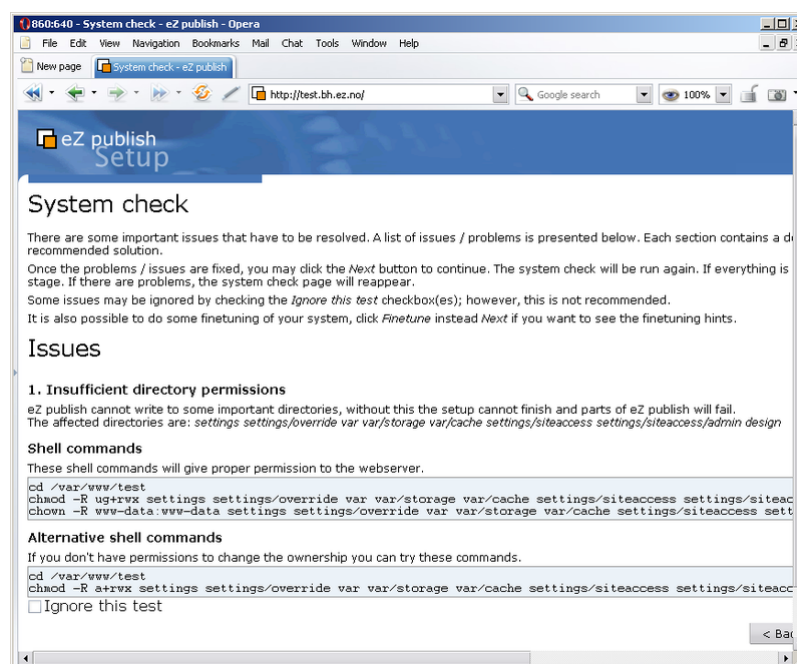 860:640 - System check - eZ publish - Opera
File Edit View Navigation Bookmarks Mail Chat Tools Window Help
New page System check - eZ publish
http://test.bh.ez.no/ Google search 100%
eZ publish
Setup
System check
There are some important issues that have to be resolved. A list of issues / problems is presented below. Each section contains a
recommended solution.
Once the problems / issues are fixed, you may click the Next button to continue. The system check will be run again. If everything is
stage. If there are problems, the system check page will reappear.
Some issues may be ignored by checking the Ignore this test checkbox(es); however, this is not recommended.
It is also possible to do some finetuning of your system, click Finetune instead Next if you want to see the finetuning hints.
Issues
1. Insufficient directory permissions
eZ publish cannot write to some important directories, without this the setup cannot finish and parts of eZ publish will fail.
The affected directories are: settings settings/override var var/storage var/cache settings/siteaccess settings/siteaccess/admin design
Shell commands
These shell commands will give proper permission to the webserver.
cd /var/www/test
chmod -R ug+rwx settings settings/override var var/storage var/cache settings/siteaccess settings/siteac
chown -R www-data:www-data settings settings/override var var/storage var/cache settings/siteaccess sett
Alternative shell commands
If you don't have permissions to change the ownership you can try these commands.
cd /var/www/test
chmod -R a+rwx settings settings/override var var/storage var/cache settings/siteaccess settings/siteacc
Ignore this test
< Bac